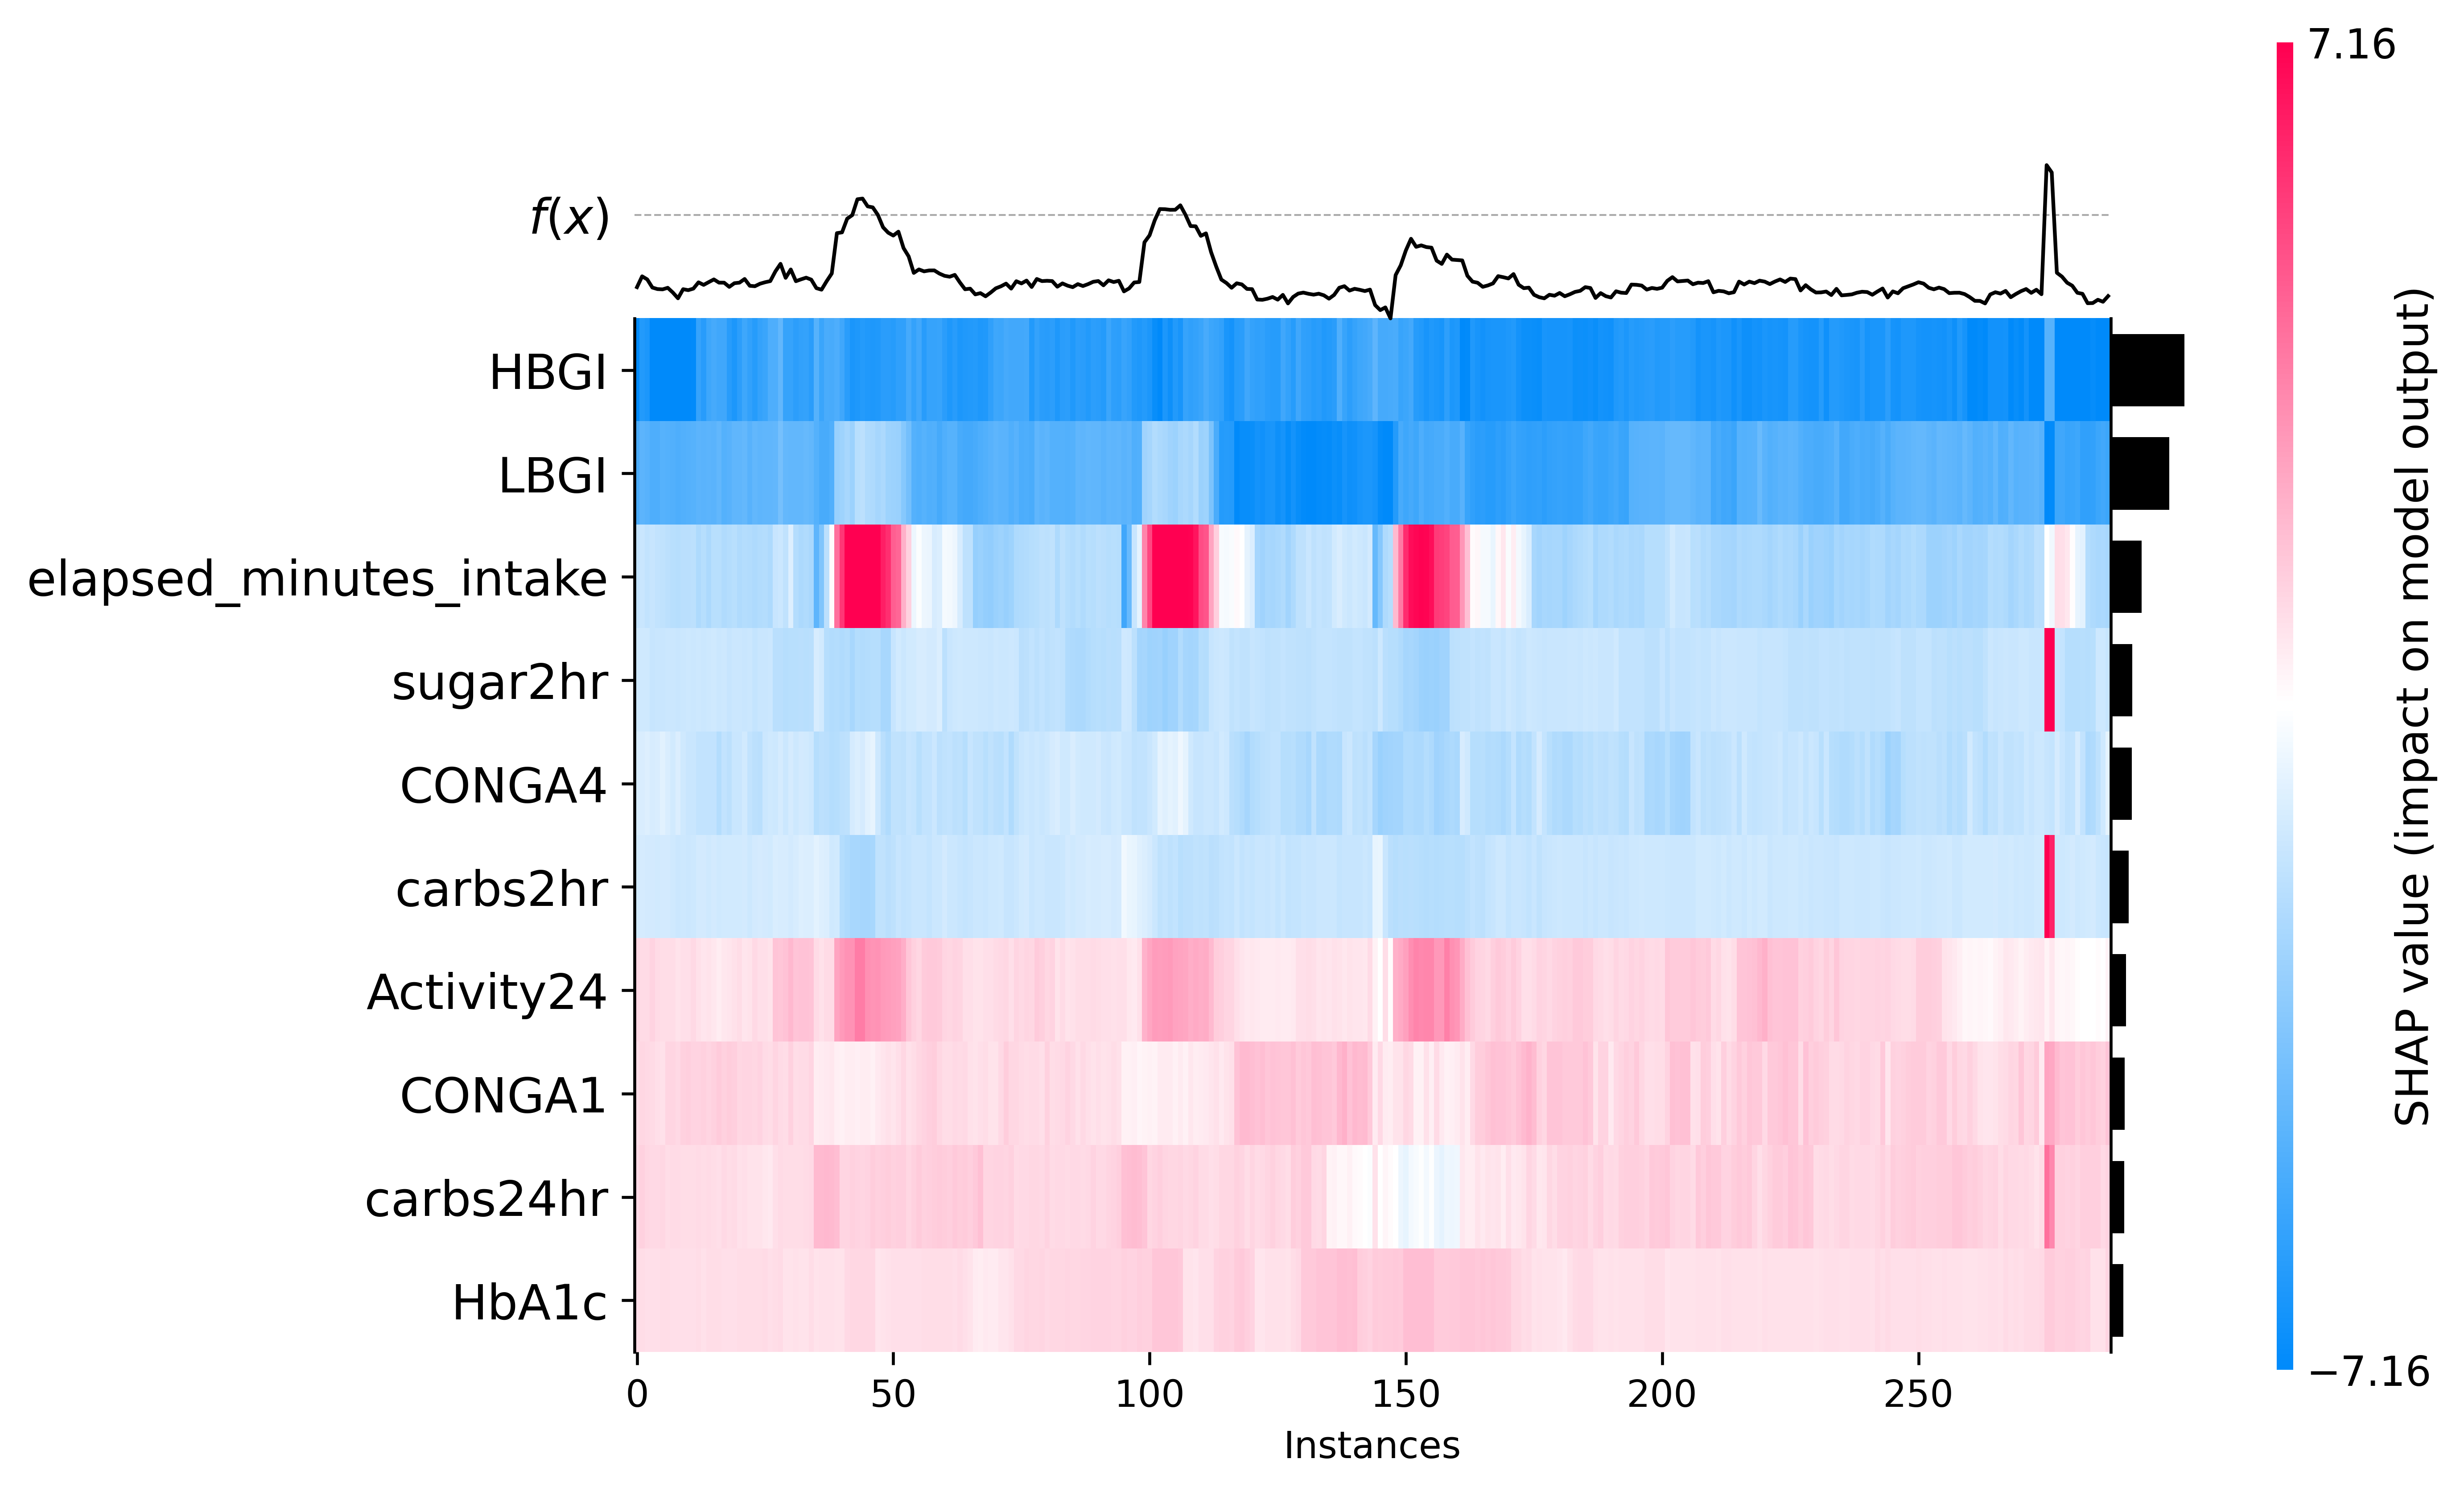 7.16
f(x)
HBGI
LBGI
elapsed_minutes_intake
sugar2hr
CONGA4
carbs2hr
Activity24
CONGA1
carbs24hr
HbA1c
0 50 100 150 200 250
Instances
−7.16
SHAP value (impact on model output)